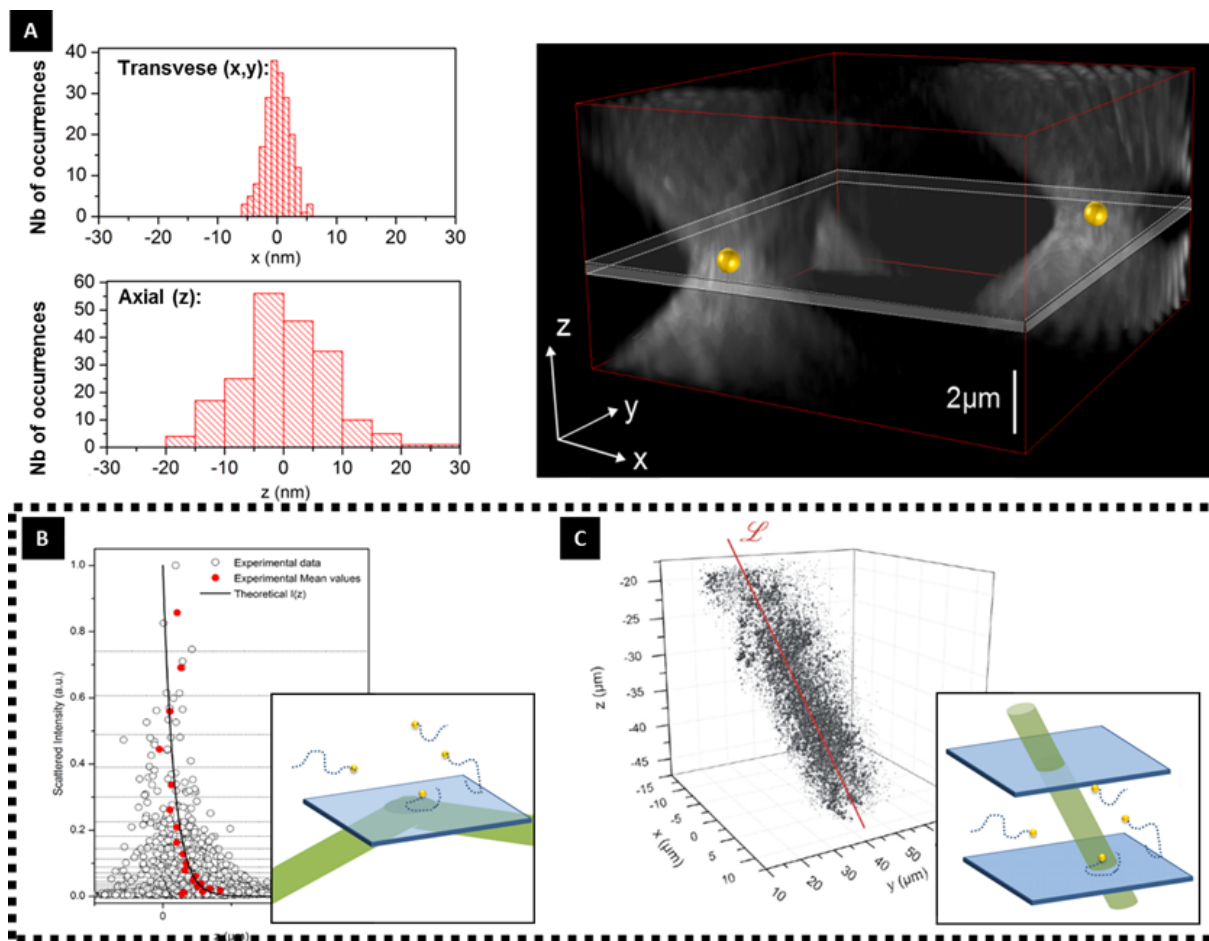 A
Transvese (x,y):
Nb of occurrences
40
30
20
10
0
-30
-20
-10
0
10
20
30
x (nm)
Axial (z):
Nb of occurrences
60
50
40
30
20
10
0
-30
-20
-10
0
10
20
30
z (nm)
z
y
x
2µm
B
Experimental data
Experimental Mean values
Theoretical I(z)
Scattered Intensity (a.u.)
1.0
0.8
0.6
0.4
0.2
0.0
0
C
ℒ
z (µm)
-20
-25
-30
-35
-40
-45
x (µm)
-15
-10
-5
0
5
10
10
20
30
40
50
y (µm)